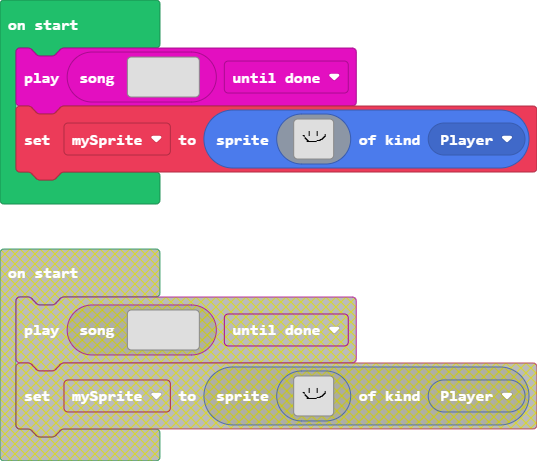 on start
play song until done
set mySprite to sprite of kind Player
on start
play song until done
set mySprite to sprite of kind Player